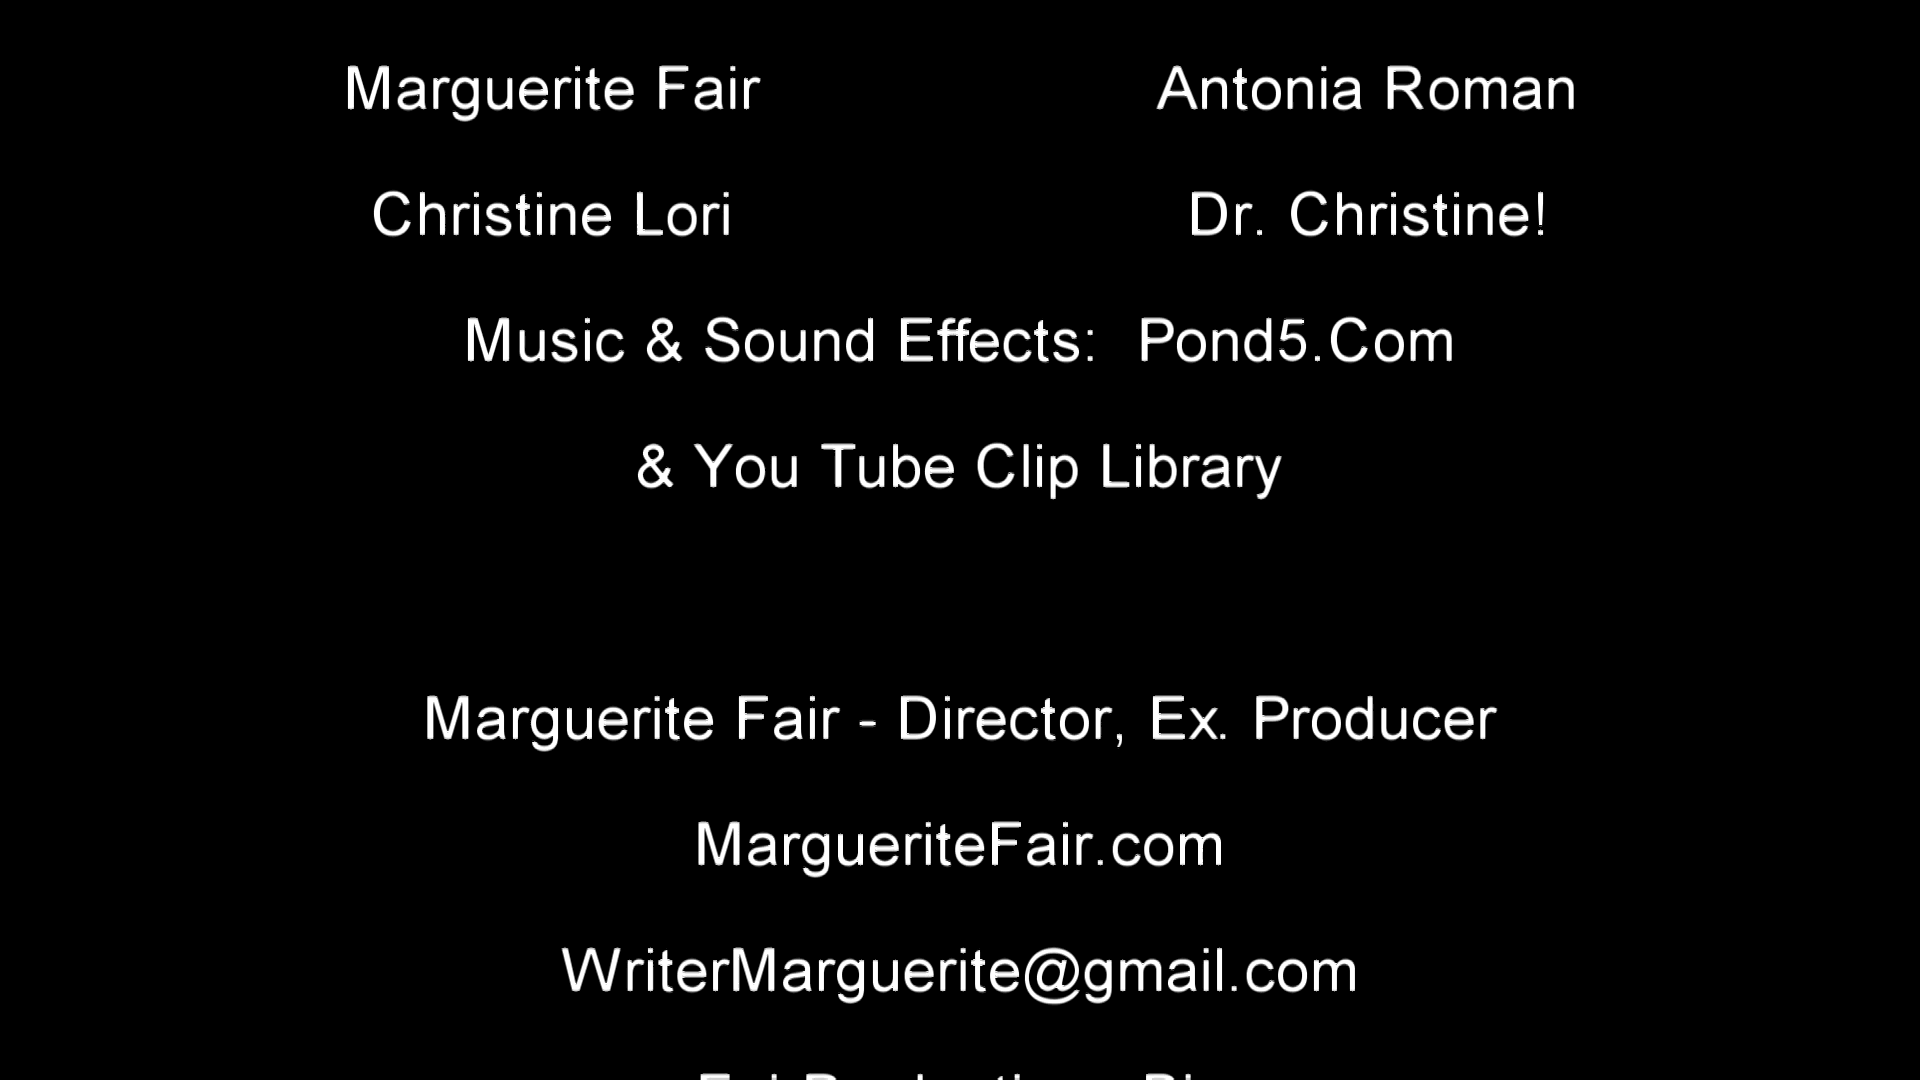 Marguerite Fair Antonia Roman
Christine Lori Dr. Christine!
Music & Sound Effects:  Pond5.Com
& You Tube Clip Library
Marguerite Fair - Director, Ex. Producer
MargueriteFair.com
WriterMarguerite@gmail.com